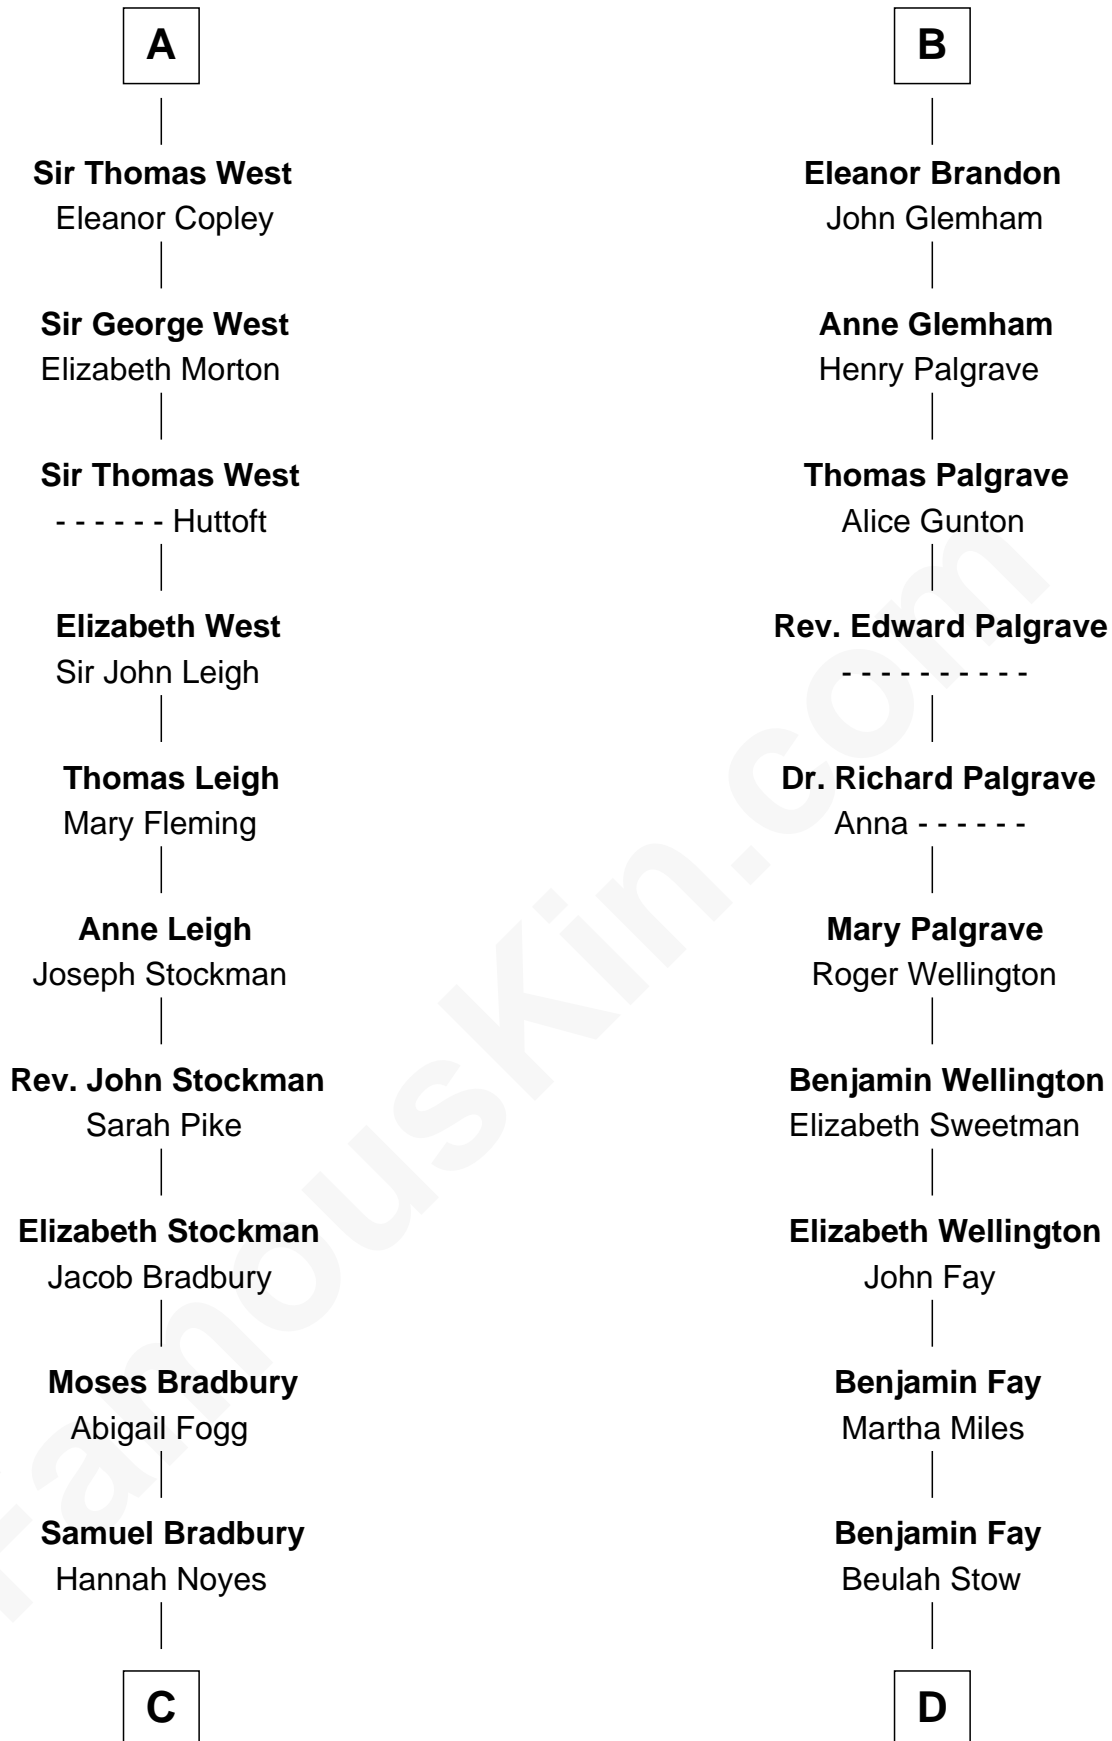 A
Sir Thomas West
Eleanor Copley
Sir George West
Elizabeth Morton
Sir Thomas West
- - - - - - Huttoft
Elizabeth West
Sir John Leigh
Thomas Leigh
Mary Fleming
Anne Leigh
Joseph Stockman
Rev. John Stockman
Sarah Pike
Elizabeth Stockman
Jacob Bradbury
Moses Bradbury
Abigail Fogg
Samuel Bradbury
Hannah Noyes
C
B
Eleanor Brandon
John Glemham
Anne Glemham
Henry Palgrave
Thomas Palgrave
Alice Gunton
Rev. Edward Palgrave
- - - - - - - - - -
Dr. Richard Palgrave
Anna - - - - - -
Mary Palgrave
Roger Wellington
Benjamin Wellington
Elizabeth Sweetman
Elizabeth Wellington
John Fay
Benjamin Fay
Martha Miles
Benjamin Fay
Beulah Stow
D
FamousKin.com